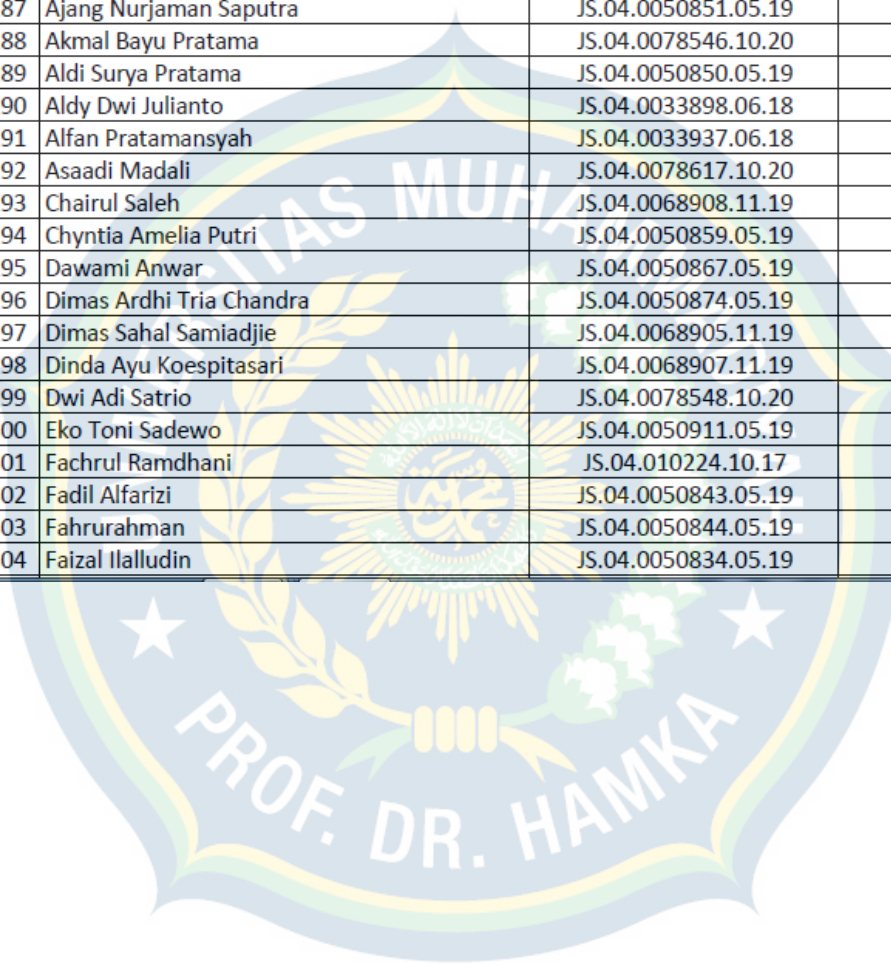 87 Ajang Nurjaman Saputra JS.04.0050851.05.19
88 Akmal Bayu Pratama JS.04.0078546.10.20
89 Aldi Surya Pratama JS.04.0050850.05.19
90 Aldy Dwi Julianto JS.04.0033898.06.18
91 Alfan Pratamansyah JS.04.0033937.06.18
92 Asaadi Madali JS.04.0078617.10.20
93 Chairul Saleh JS.04.0068908.11.19
94 Chyntia Amelia Putri JS.04.0050859.05.19
95 Dawami Anwar JS.04.0050867.05.19
96 Dimas Ardhi Tria Chandra JS.04.0050874.05.19
97 Dimas Sahal Samiadjie JS.04.0068905.11.19
98 Dinda Ayu Koespitasari JS.04.0068907.11.19
99 Dwi Adi Satrio JS.04.0078548.10.20
00 Eko Toni Sadewo JS.04.0050911.05.19
01 Fachrul Ramdhani JS.04.010224.10.17
02 Fadil Alfarizi JS.04.0050843.05.19
03 Fahrurahman JS.04.0050844.05.19
04 Faizal Ilalludin JS.04.0050834.05.19
UNIVERSITAS MUHAMMADIYAH
PROF. DR. HAMKA